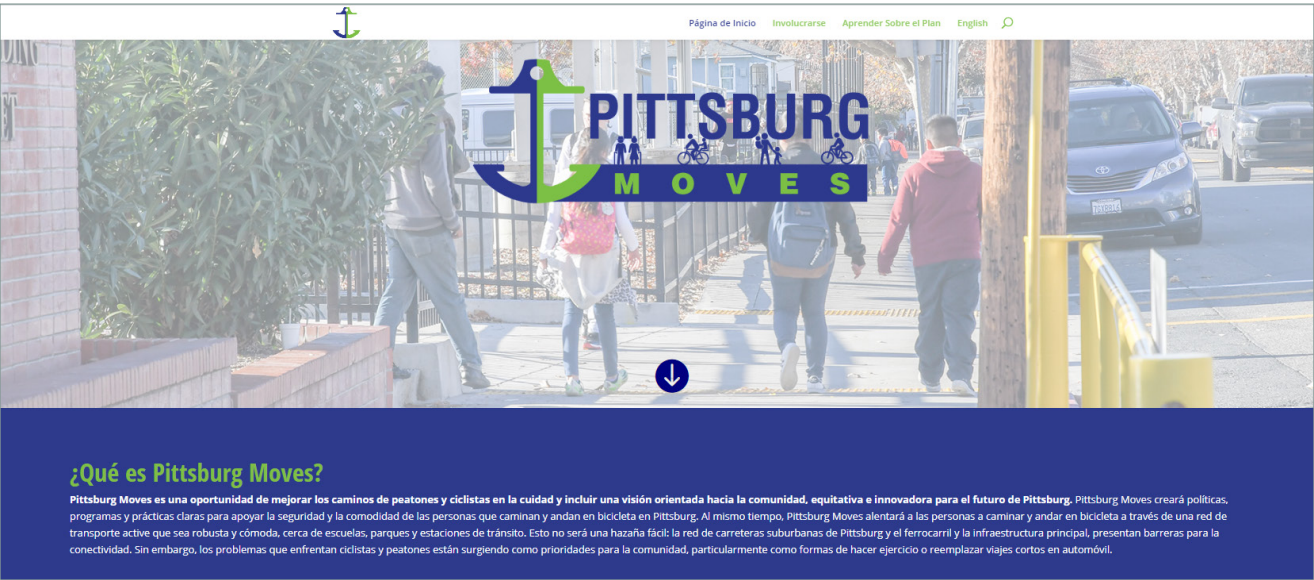 Página de Inicio Involucrarse Aprender Sobre el Plan English
PITTSBURG
MOVES
¿Qué es Pittsburg Moves?
Pittsburg Moves es una oportunidad de mejorar los caminos de peatones y ciclistas en la cuidad y incluir una visión orientada hacia la comunidad, equitativa e innovadora para el futuro de Pittsburg. Pittsburg Moves creará políticas,
programas y prácticas claras para apoyar la seguridad y la comodidad de las personas que caminan y andan en bicicleta en Pittsburg. Al mismo tiempo, Pittsburg Moves alentará a las personas a caminar y andar en bicicleta a través de una red de
transporte active que sea robusta y cómoda, cerca de escuelas, parques y estaciones de tránsito. Esto no será una hazaña fácil: la red de carreteras suburbanas de Pittsburg y el ferrocarril y la infraestructura principal, presentan barreras para la
conectividad. Sin embargo, los problemas que enfrentan ciclistas y peatones están surgiendo como prioridades para la comunidad, particularmente como formas de hacer ejercicio o reemplazar viajes cortos en automóvil.